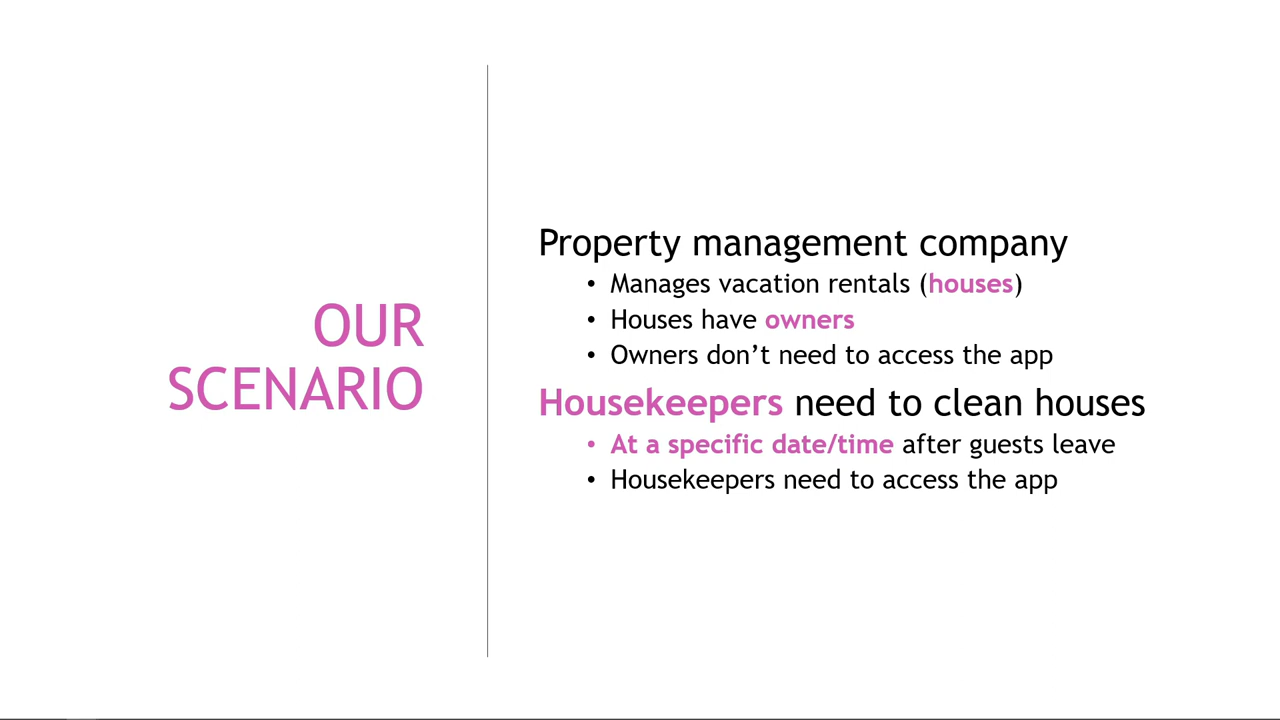 OUR
SCENARIO
Property management company
• Manages vacation rentals (houses)
• Houses have owners
• Owners don’t need to access the app
Housekeepers need to clean houses
• At a specific date/time after guests leave
• Housekeepers need to access the app